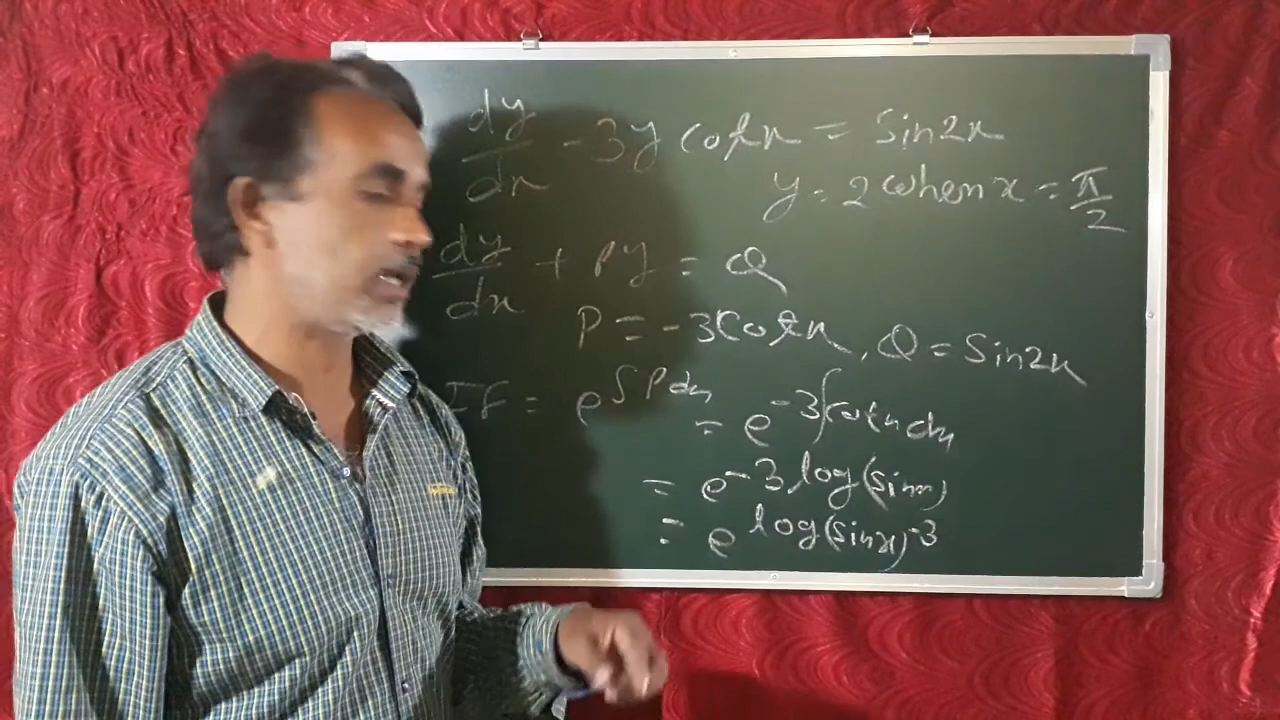 dy/dx - 3y cotx = sin2x
y = 2 when x = π/2
dy/dx + py = Q
P = -3cotx, Q = sin2x
IF = e^∫Pdx = e^-3∫cotx dx
= e^-3 log(sinx)
= e^log(sinx)^-3